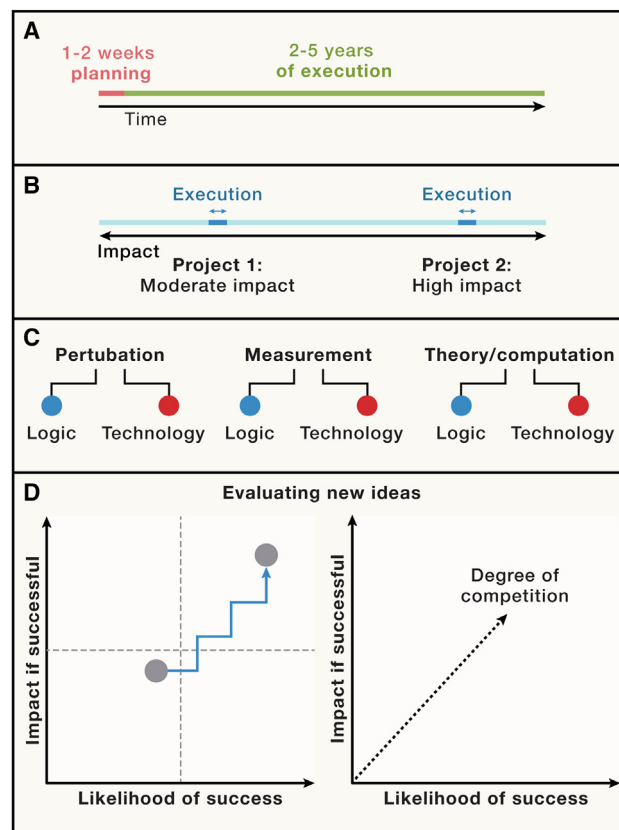 A
1-2 weeks
planning
2-5 years
of execution
Time
B
Execution
Execution
Impact
Project 1:
Moderate impact
Project 2:
High impact
C
Pertubation
Measurement
Theory/computation
Logic
Technology
Logic
Technology
Logic
Technology
D
Evaluating new ideas
Impact if successful
Likelihood of success
Impact if successful
Degree of
competition
Likelihood of success